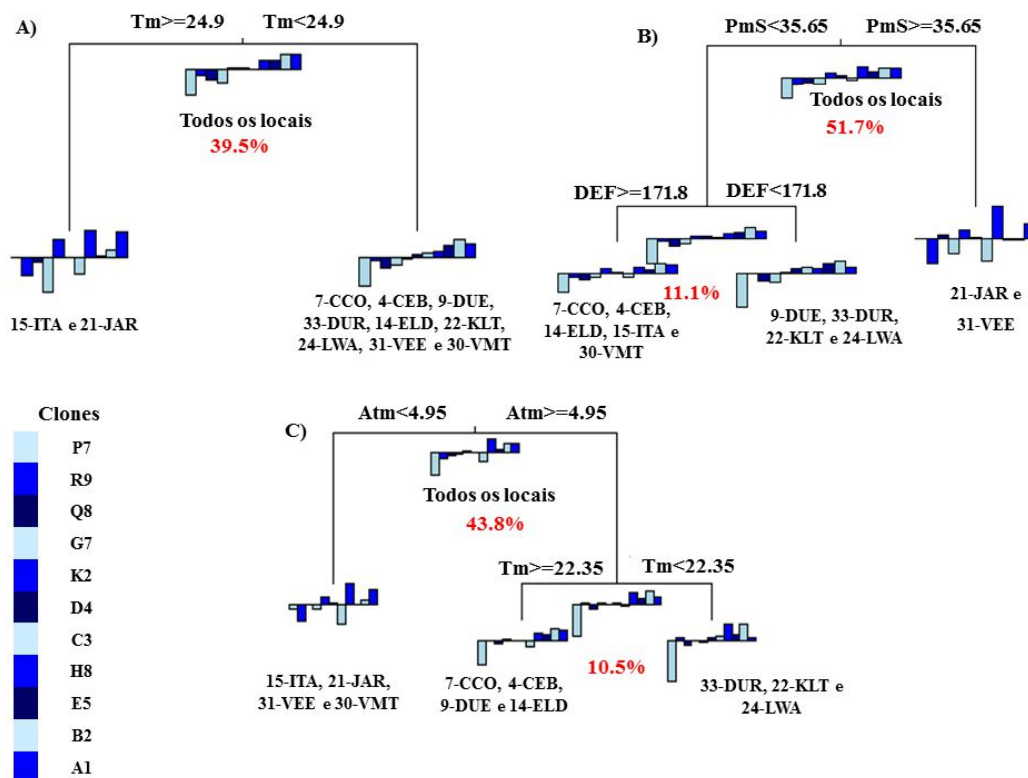 A)
Tm>=24.9 Tm<24.9
Todos os locais
39.5%
15-ITA e 21-JAR
7-CCO, 4-CEB, 9-DUE,
33-DUR, 14-ELD, 22-KLT,
24-LWA, 31-VEE e 30-VMT
B)
PmS<35.65 PmS>=35.65
Todos os locais
51.7%
DEF>=171.8 DEF<171.8
11.1%
7-CCO, 4-CEB,
14-ELD, 15-ITA e
30-VMT
9-DUE, 33-DUR,
22-KLT e 24-LWA
21-JAR e
31-VEE
Clones
P7
R9
Q8
G7
K2
D4
C3
H8
E5
B2
A1
C)
Atm<4.95 Atm>=4.95
Todos os locais
43.8%
Tm>=22.35 Tm<22.35
10.5%
15-ITA, 21-JAR,
31-VEE e 30-VMT
7-CCO, 4-CEB,
9-DUE e 14-ELD
33-DUR, 22-KLT e
24-LWA